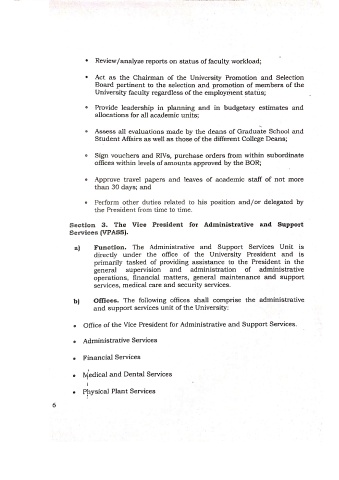 • Review/analyze reports on status of faculty workload;
• Act as the Chairman of the University Promotion and Selection
Board pertinent to the selection and promotion of members of the
University faculty regardless of the employment status;
• Provide leadership in planning and in budgetary estimates and
allocations for all academic units;
• Assess all evaluations made by the deans of Graduate School and
Student Affairs as well as those of the different College Deans;
• Sign vouchers and RIVs, purchase orders from within subordinate
offices within levels of amounts approved by the BOR;
• Approve travel papers and leaves of academic staff of not more
than 30 days; and
• Perform other duties related to his position and/or delegated by
the President from time to time.
Section 3. The Vice President for Administrative and Support
Services (VPASS).
a) Function. The Administrative and Support Services Unit is
directly under the office of the University President and is
primarily tasked of providing assistance to the President in the
general supervision and administration of administrative
operations, financial matters, general maintenance and support
services, medical care and security services.
b) Offices. The following offices shall comprise the administrative
and support services unit of the University:
• Office of the Vice President for Administrative and Support Services.
• Administrative Services
• Financial Services
• Medical and Dental Services
• Physical Plant Services
6